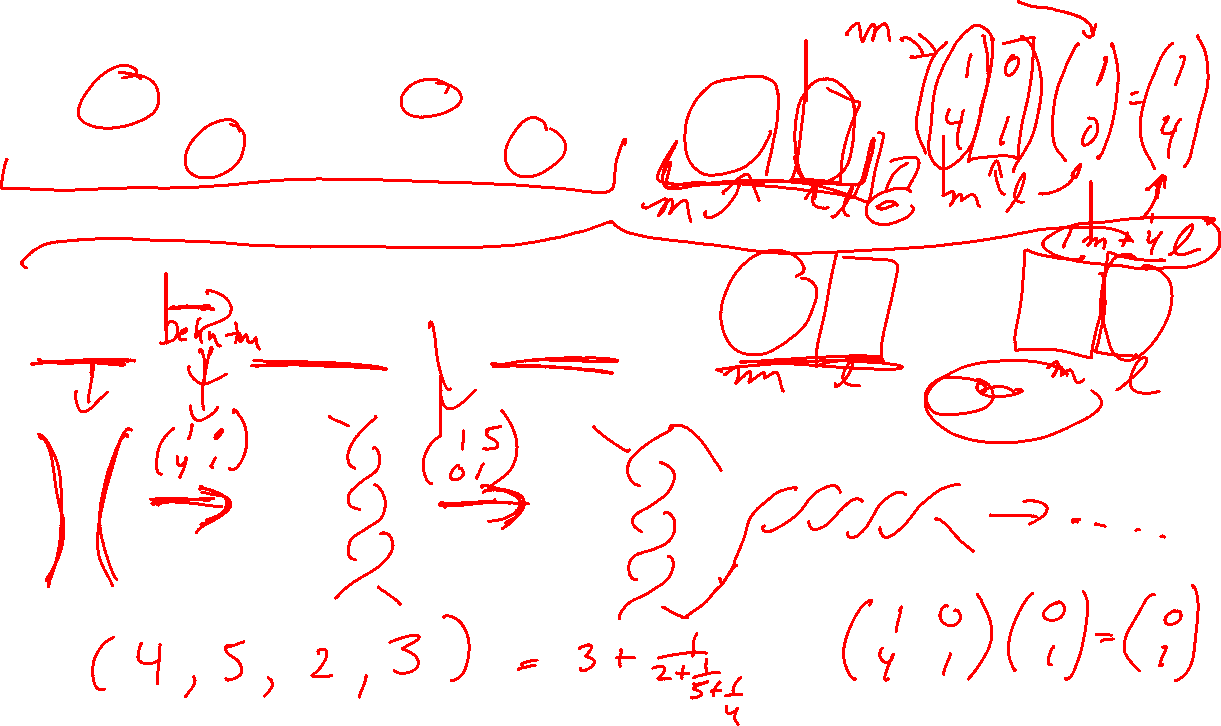 m (1 0 4 1) (1 0) = (1 4)
m l m l
1m + 4l
m l m l
Dehn tw
(1 0 4 1) (1 5 0 1)
(1 0 4 1) (0 1) = (0 1)
(4, 5, 2, 3) = 3 + 1/2+1/5+1/4